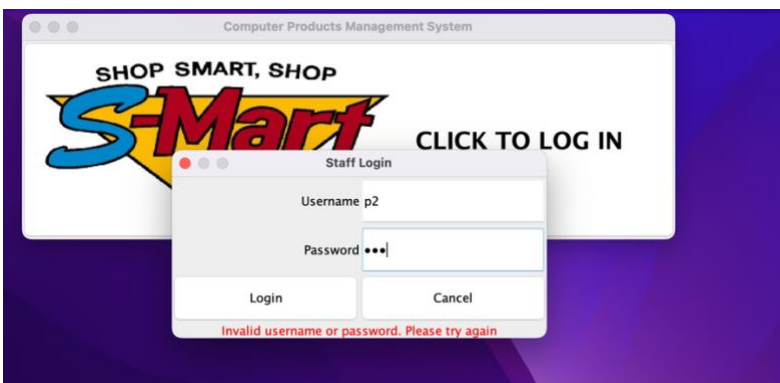 Computer Products Management System
SHOP SMART, SHOP
S-Mart
CLICK TO LOG IN
Staff Login
Username p2
Password •••
Login Cancel
Invalid username or password. Please try again